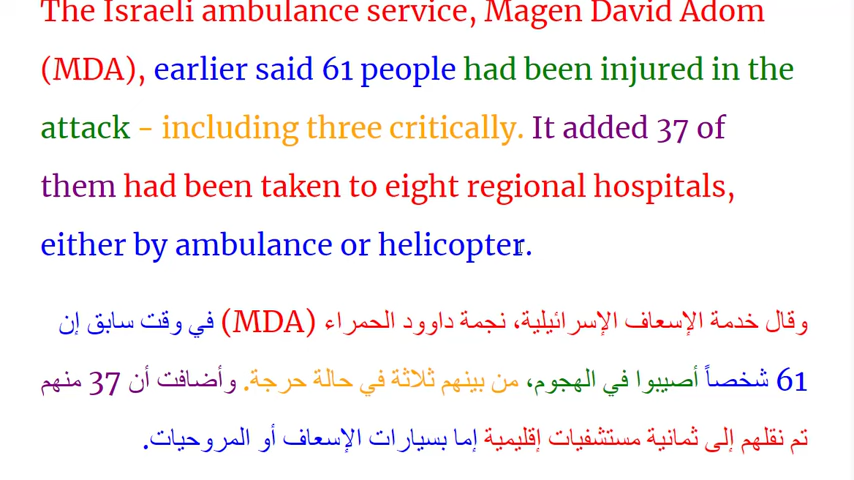 The Israeli ambulance service, Magen David Adom
(MDA), earlier said 61 people had been injured in the
attack – including three critically. It added 37 of
them had been taken to eight regional hospitals,
either by ambulance or helicopter.
وقال خدمة الإسعاف الإسرائيلية، نجمة داوود الحمراء (MDA) في وقت سابق إن
61 شخصاً أصيبوا في الهجوم، من بينهم ثلاثة في حالة حرجة. وأضافت أن 37 منهم
تم نقلهم إلى ثمانية مستشفيات إقليمية إما بسيارات الإسعاف أو المروحيات.